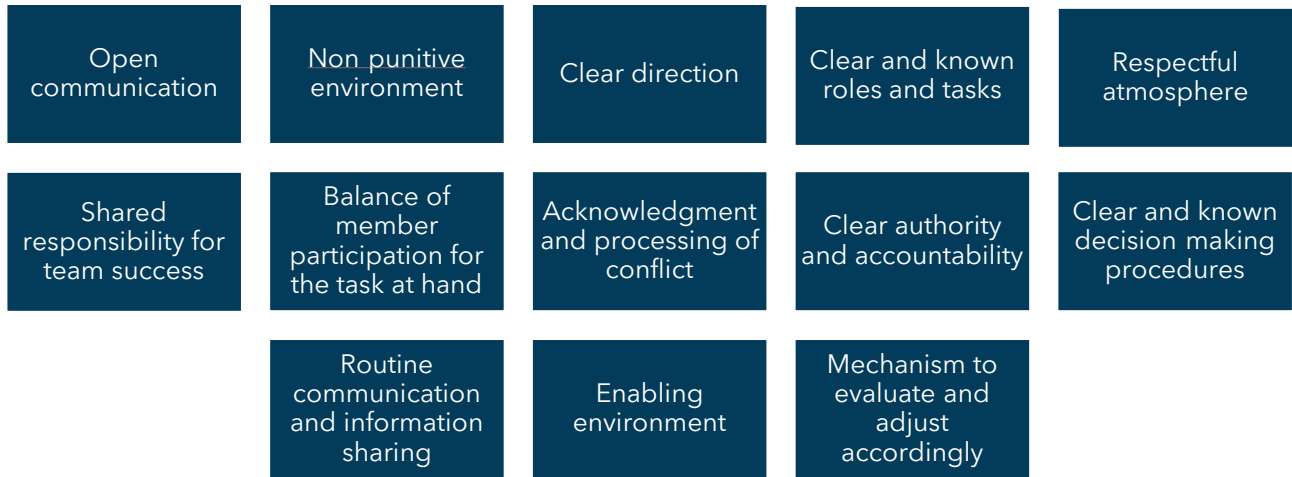 Open
communication
Non punitive
environment
Clear direction
Clear and known
roles and tasks
Respectful
atmosphere
Shared
responsibility for
team success
Balance of
member
participation for
the task at hand
Acknowledgment
and processing of
conflict
Clear authority
and accountability
Clear and known
decision making
procedures
Routine
communication
and information
sharing
Enabling
environment
Mechanism to
evaluate and
adjust
accordingly